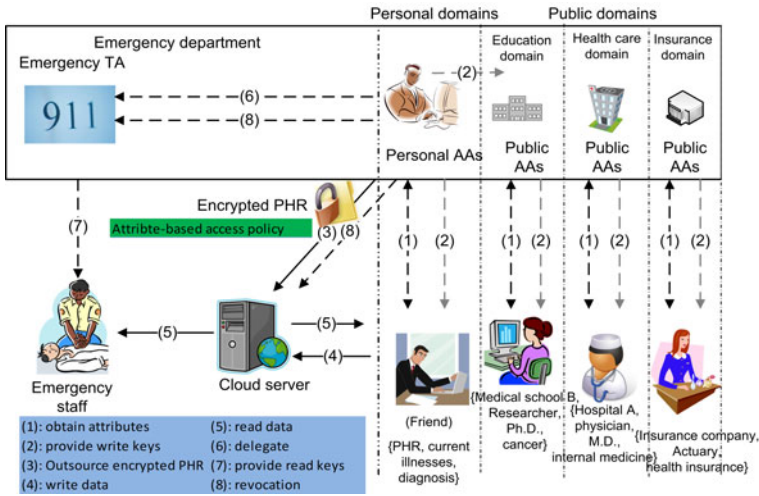 Personal domains
Public domains
Emergency department
Emergency TA
911
(6)
(8)
(2)
Personal AAs
Education
domain
Public
AAs
Health care
domain
Public
AAs
Insurance
domain
Public
AAs
Encrypted PHR
Attribte-based access policy
(3)
(8)
(7)
(1)
(2)
(1)
(2)
(1)
(2)
(1)
(2)
(5)
(5)
(4)
Emergency
staff
Cloud server
(Friend)
{PHR, current
illnesses,
diagnosis}
{Medical school B,
Researcher,
Ph.D.,
cancer}
{Hospital A,
physician,
M.D.,
internal medicine}
{Insurance company,
Actuary,
health insurance}
(1): obtain attributes
(2): provide write keys
(3): Outsource encrypted PHR
(4): write data
(5): read data
(6): delegate
(7): provide read keys
(8): revocation